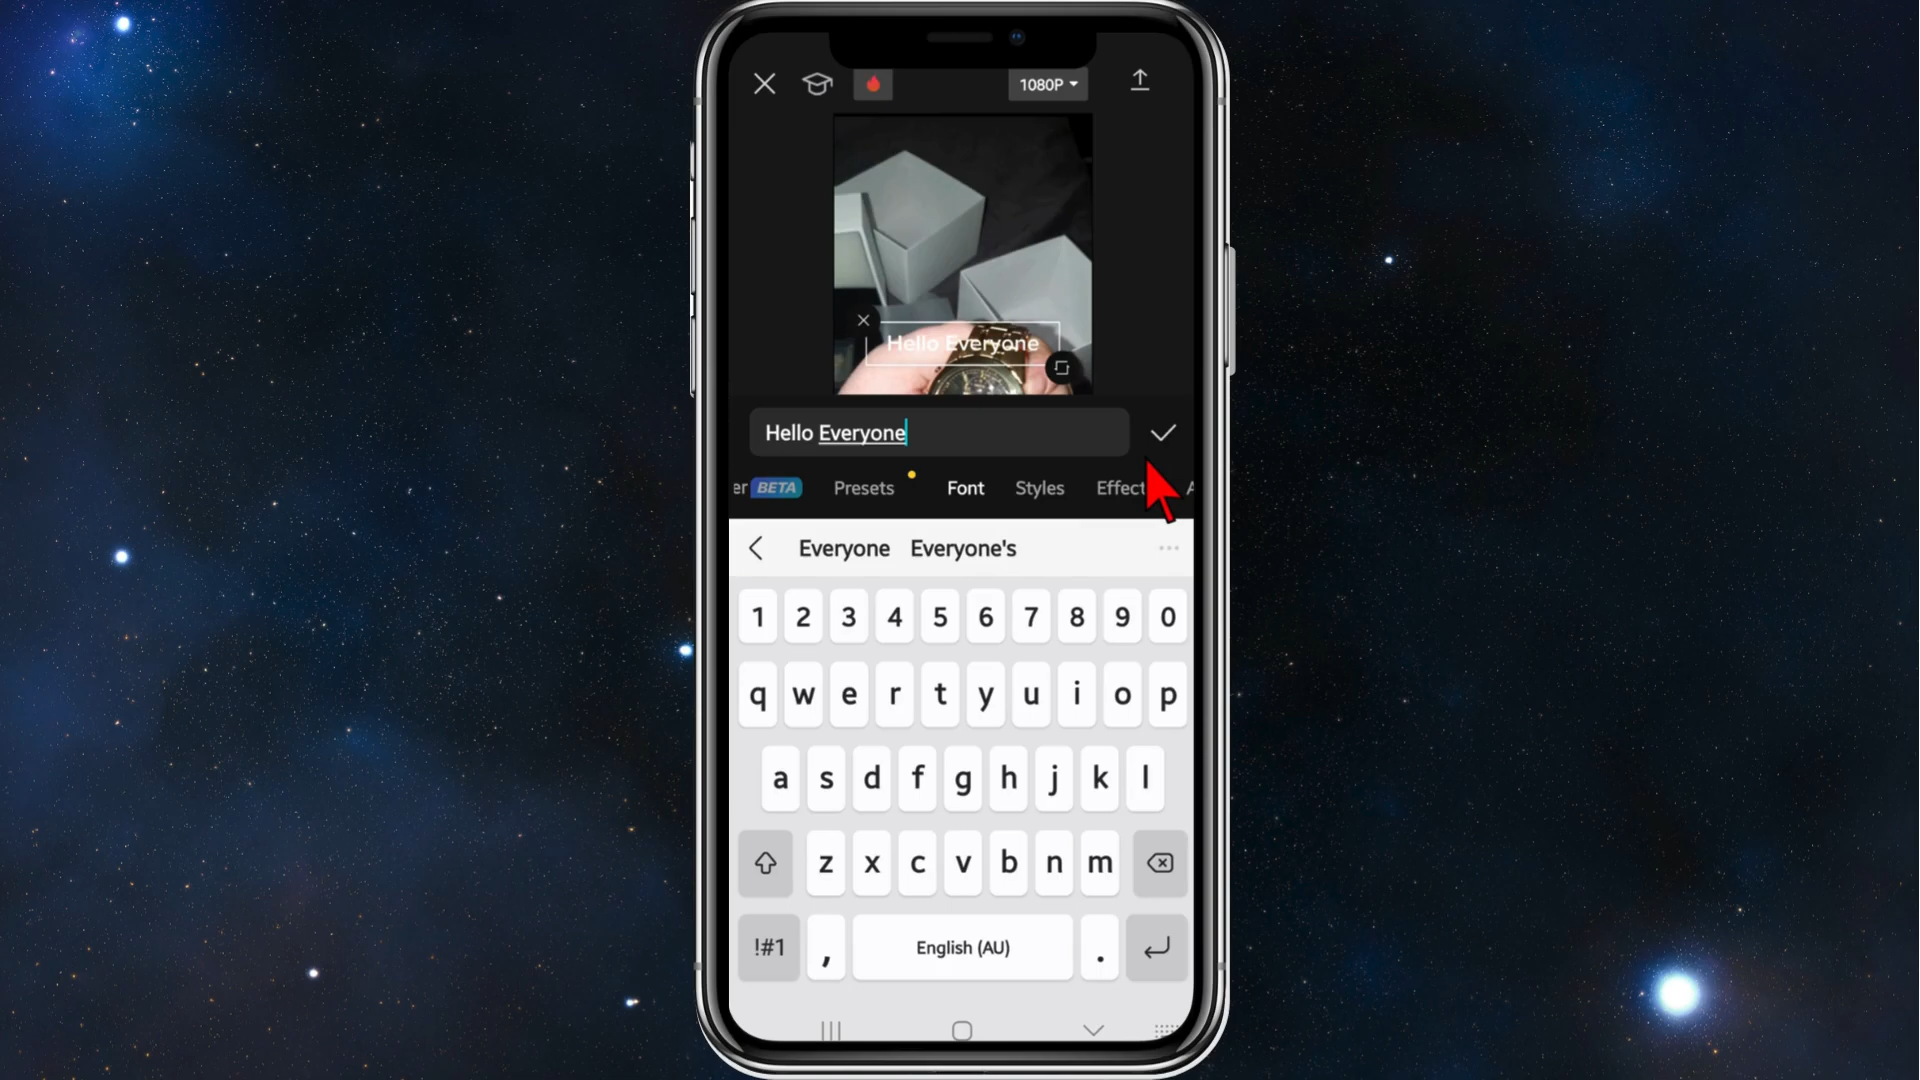 1080P
Hello Everyone
Hello Everyone
er BETA Presets Font Styles Effect
Everyone Everyone's
1 2 3 4 5 6 7 8 9 0
q w e r t y u i o p
a s d f g h j k l
z x c v b n m
!#1 , English (AU) .